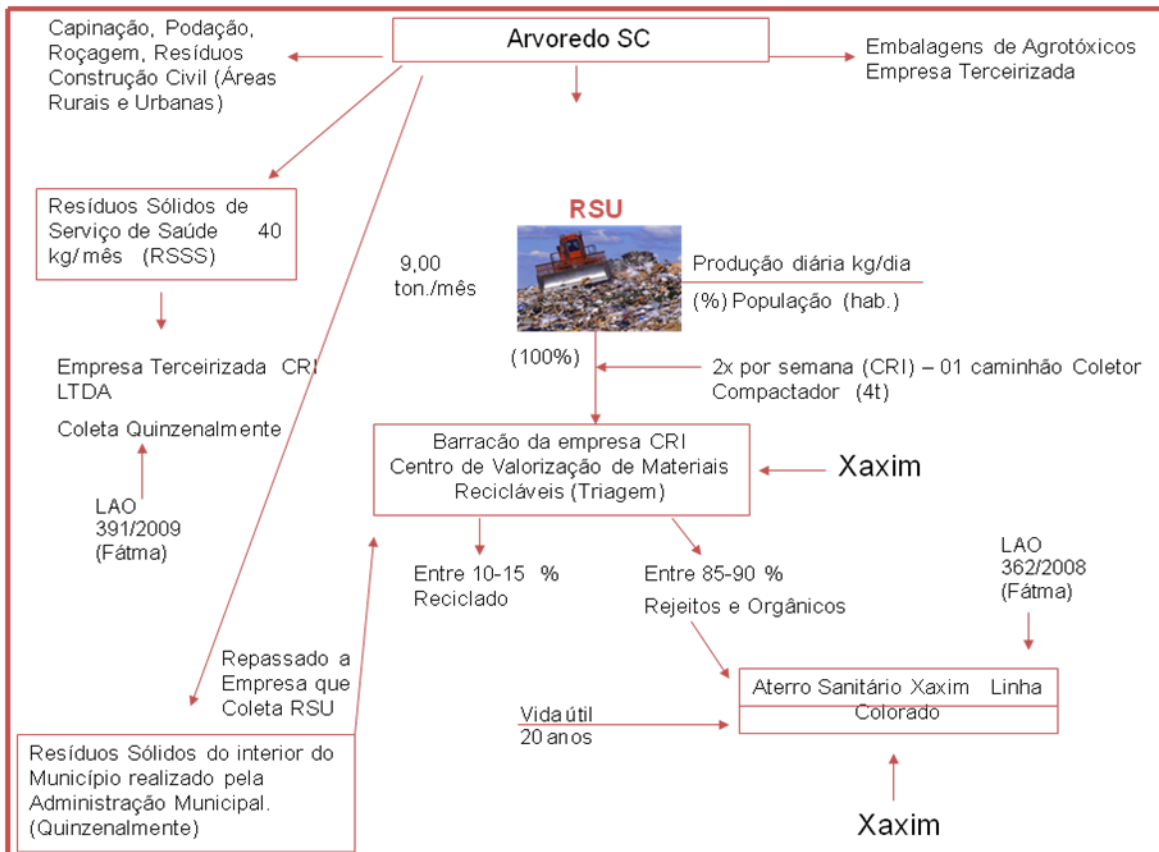 Capinação, Podação,
Roçagem, Resíduos
Construção Civil (Áreas
Rurais e Urbanas)
Arvoredo SC
Embalagens de Agrotóxicos
Empresa Terceirizada
Resíduos Sólidos de
Serviço de Saúde 40
kg/mês (RSSS)
RSU
9,00
ton./mês
Produção diária kg/dia
(%) População (hab.)
(100%)
2x por semana (CRI) – 01 caminhão Coletor
Compactador (4t)
Empresa Terceirizada CRI
LTDA
Coleta Quinzenalmente
Barracão da empresa CRI
Centro de Valorização de Materiais
Recicláveis (Triagem)
Xaxim
LAO
391/2009
(Fátma)
Entre 10-15 %
Reciclado
Entre 85-90 %
Rejeitos e Orgânicos
LAO
362/2008
(Fátma)
Repassado a
Empresa que
Coleta RSU
Aterro Sanitário Xaxim Linha
Colorado
Vida útil
20 anos
Resíduos Sólidos do interior do
Município realizado pela
Administração Municipal.
(Quinzenalmente)
Xaxim